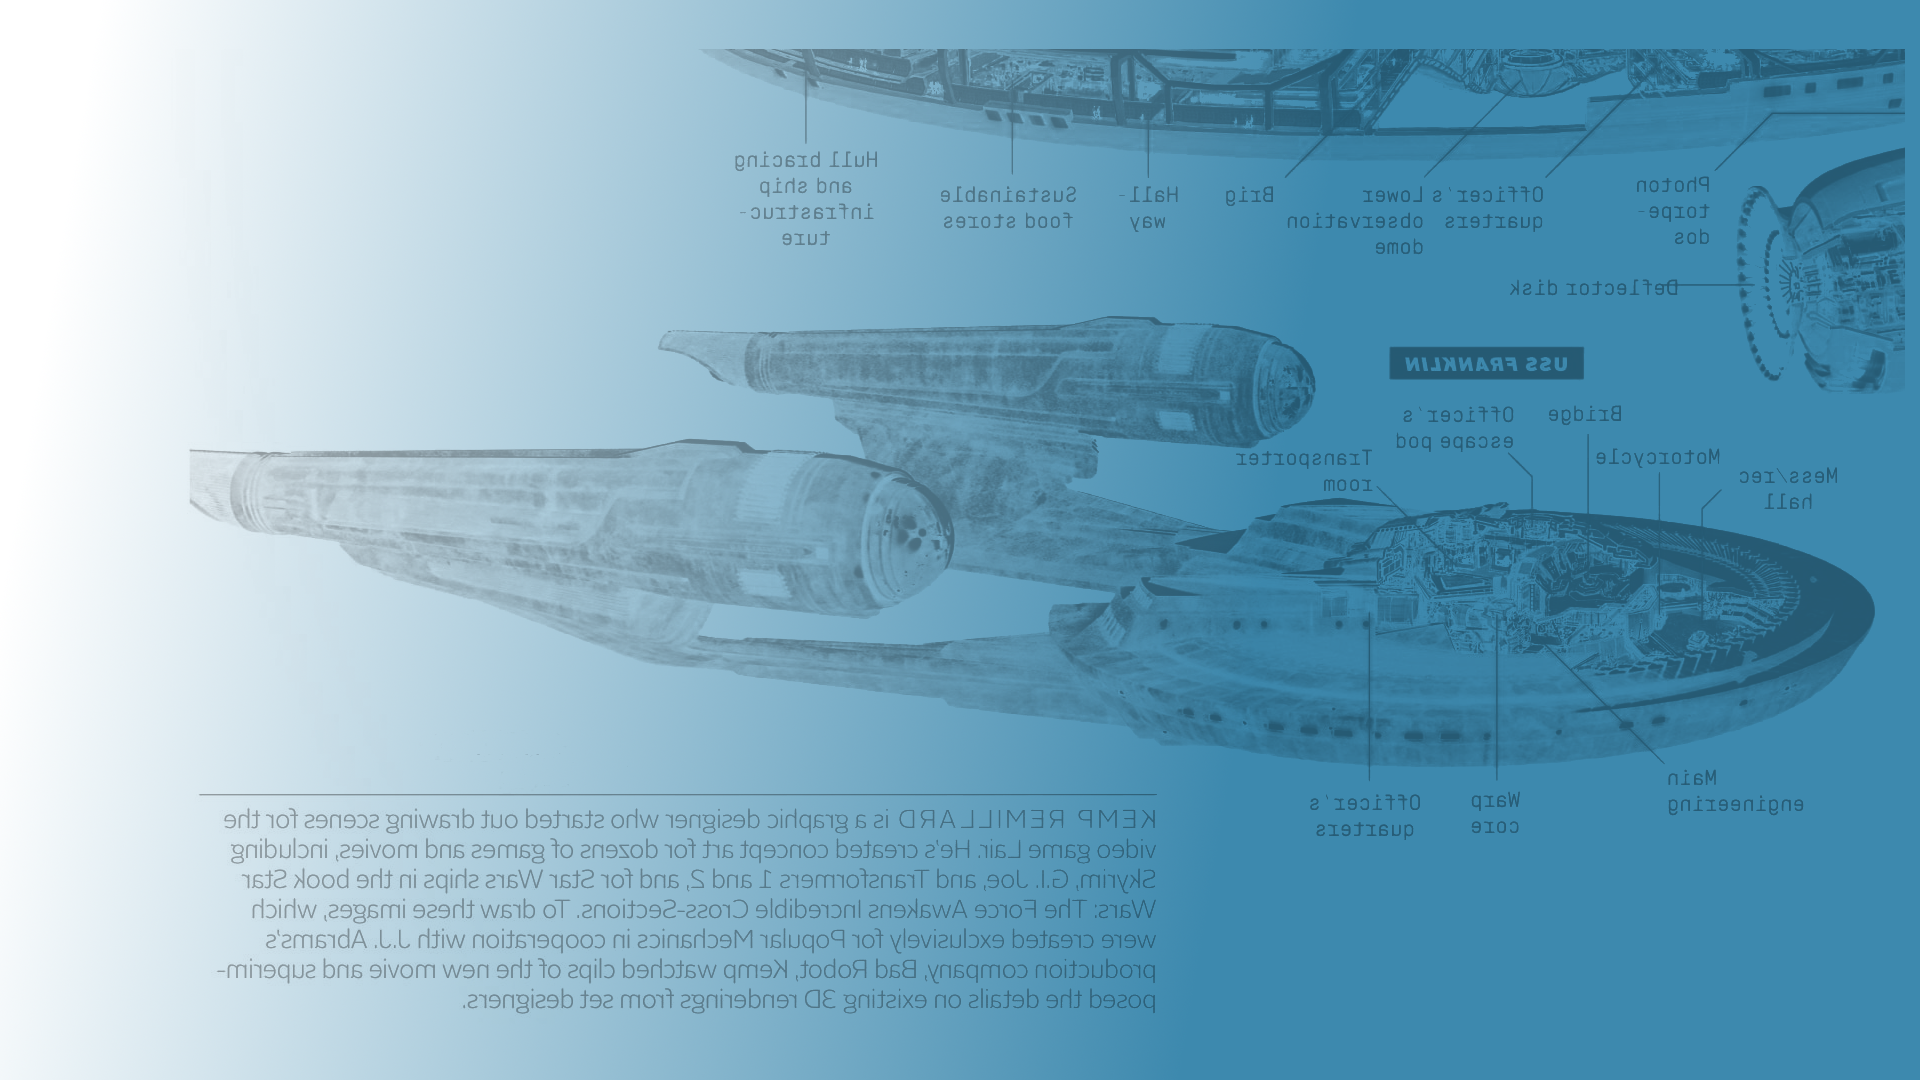 Hull bracing
and ship
infrastruc-
ture
Sustainable
food stores
Hall-
way
Brig
Lower
observation
dome
Officer's
quarters
Photon
torpe-
dos
Deflector disk
USS FRANKLIN
Officer's
escape pod
Bridge
Transporter
room
Motorcycle
Mess/rec
hall
Main
engineering
Warp
core
Officer's
quarters
KEMP REMILLARD is a graphic designer who started out drawing scenes for the
video game Lair. He's created concept art for dozens of games and movies, including
Skyrim, G.I. Joe, and Transformers 1 and 2, and for Star Wars ships in the book Star
Wars: The Force Awakens Incredible Cross-Sections. To draw these images, which
were created exclusively for Popular Mechanics in cooperation with J.J. Abrams's
production company, Bad Robot, Kemp watched clips of the new movie and superim-
posed the details on existing 3D renderings from set designers.